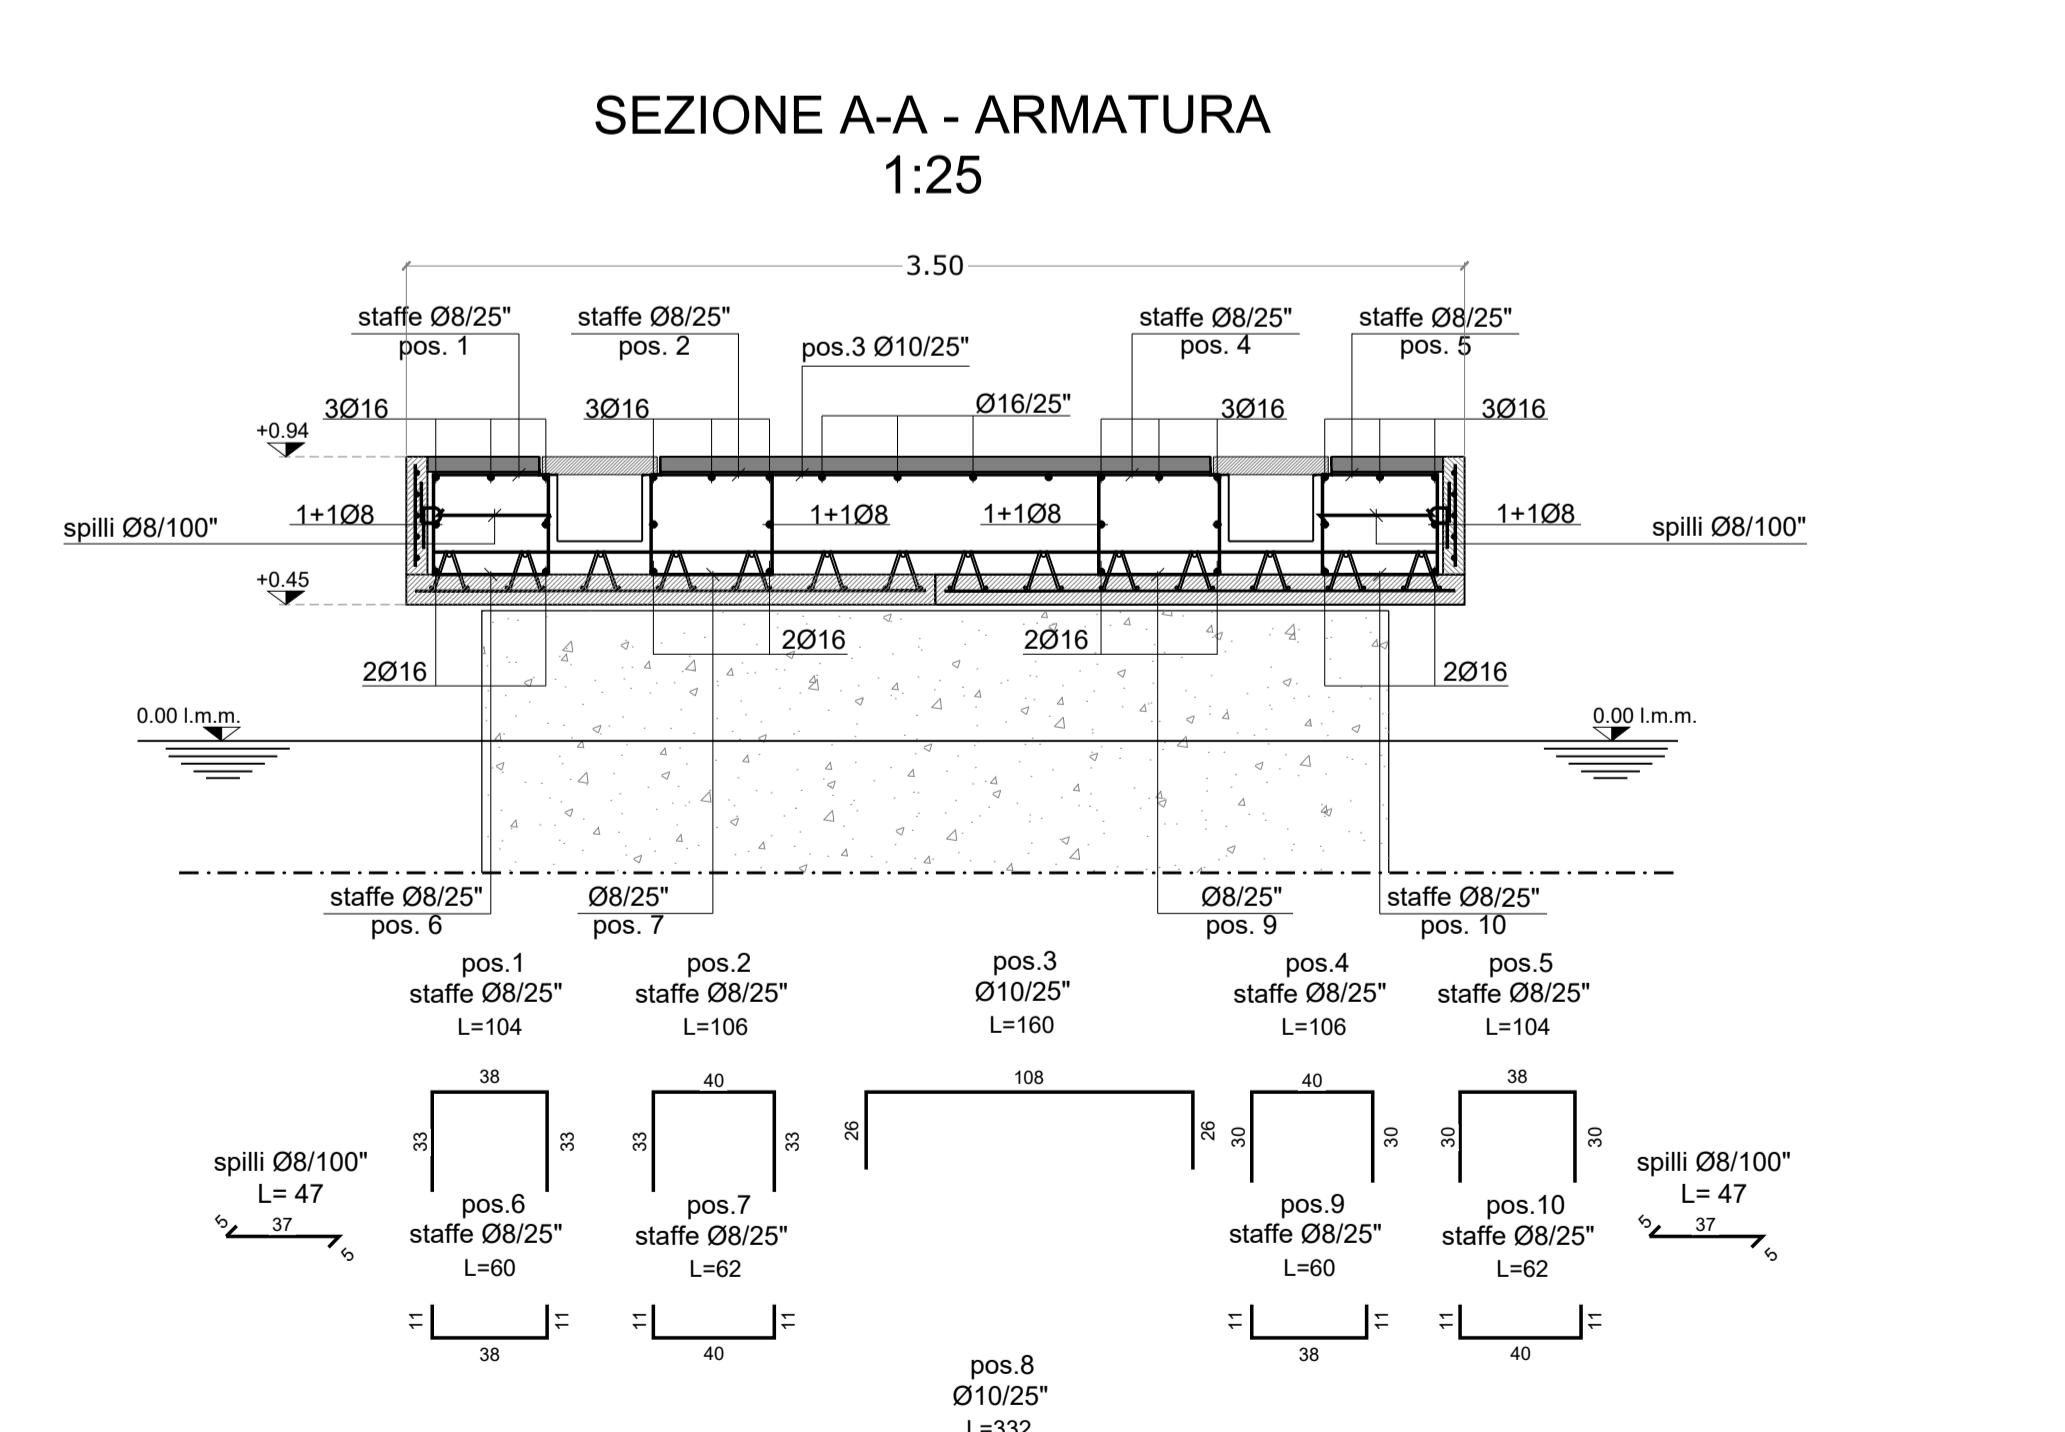 SEZIONE A-A - ARMATURA
1:25
3.50
staffe Ø8/25"
pos. 1
staffe Ø8/25"
pos. 2
pos.3 Ø10/25"
staffe Ø8/25"
pos. 4
staffe Ø8/25"
pos. 5
3Ø16
3Ø16
Ø16/25"
3Ø16
3Ø16
+0.94
1+1Ø8
1+1Ø8
1+1Ø8
1+1Ø8
spilli Ø8/100"
spilli Ø8/100"
+0.45
2Ø16
2Ø16
2Ø16
2Ø16
0.00 l.m.m.
0.00 l.m.m.
staffe Ø8/25"
pos. 6
Ø8/25"
pos. 7
Ø8/25"
pos. 9
staffe Ø8/25"
pos. 10
pos.1
staffe Ø8/25"
L=104
38
33
33
pos.2
staffe Ø8/25"
L=106
40
33
33
pos.3
Ø10/25"
L=160
108
26
26
pos.4
staffe Ø8/25"
L=106
40
30
30
pos.5
staffe Ø8/25"
L=104
38
30
30
spilli Ø8/100"
L= 47
5
37
5
spilli Ø8/100"
L= 47
5
37
5
pos.6
staffe Ø8/25"
L=60
11
11
38
pos.7
staffe Ø8/25"
L=62
11
11
40
pos.9
staffe Ø8/25"
L=60
11
11
38
pos.10
staffe Ø8/25"
L=62
11
11
40
pos.8
Ø10/25"
L=332